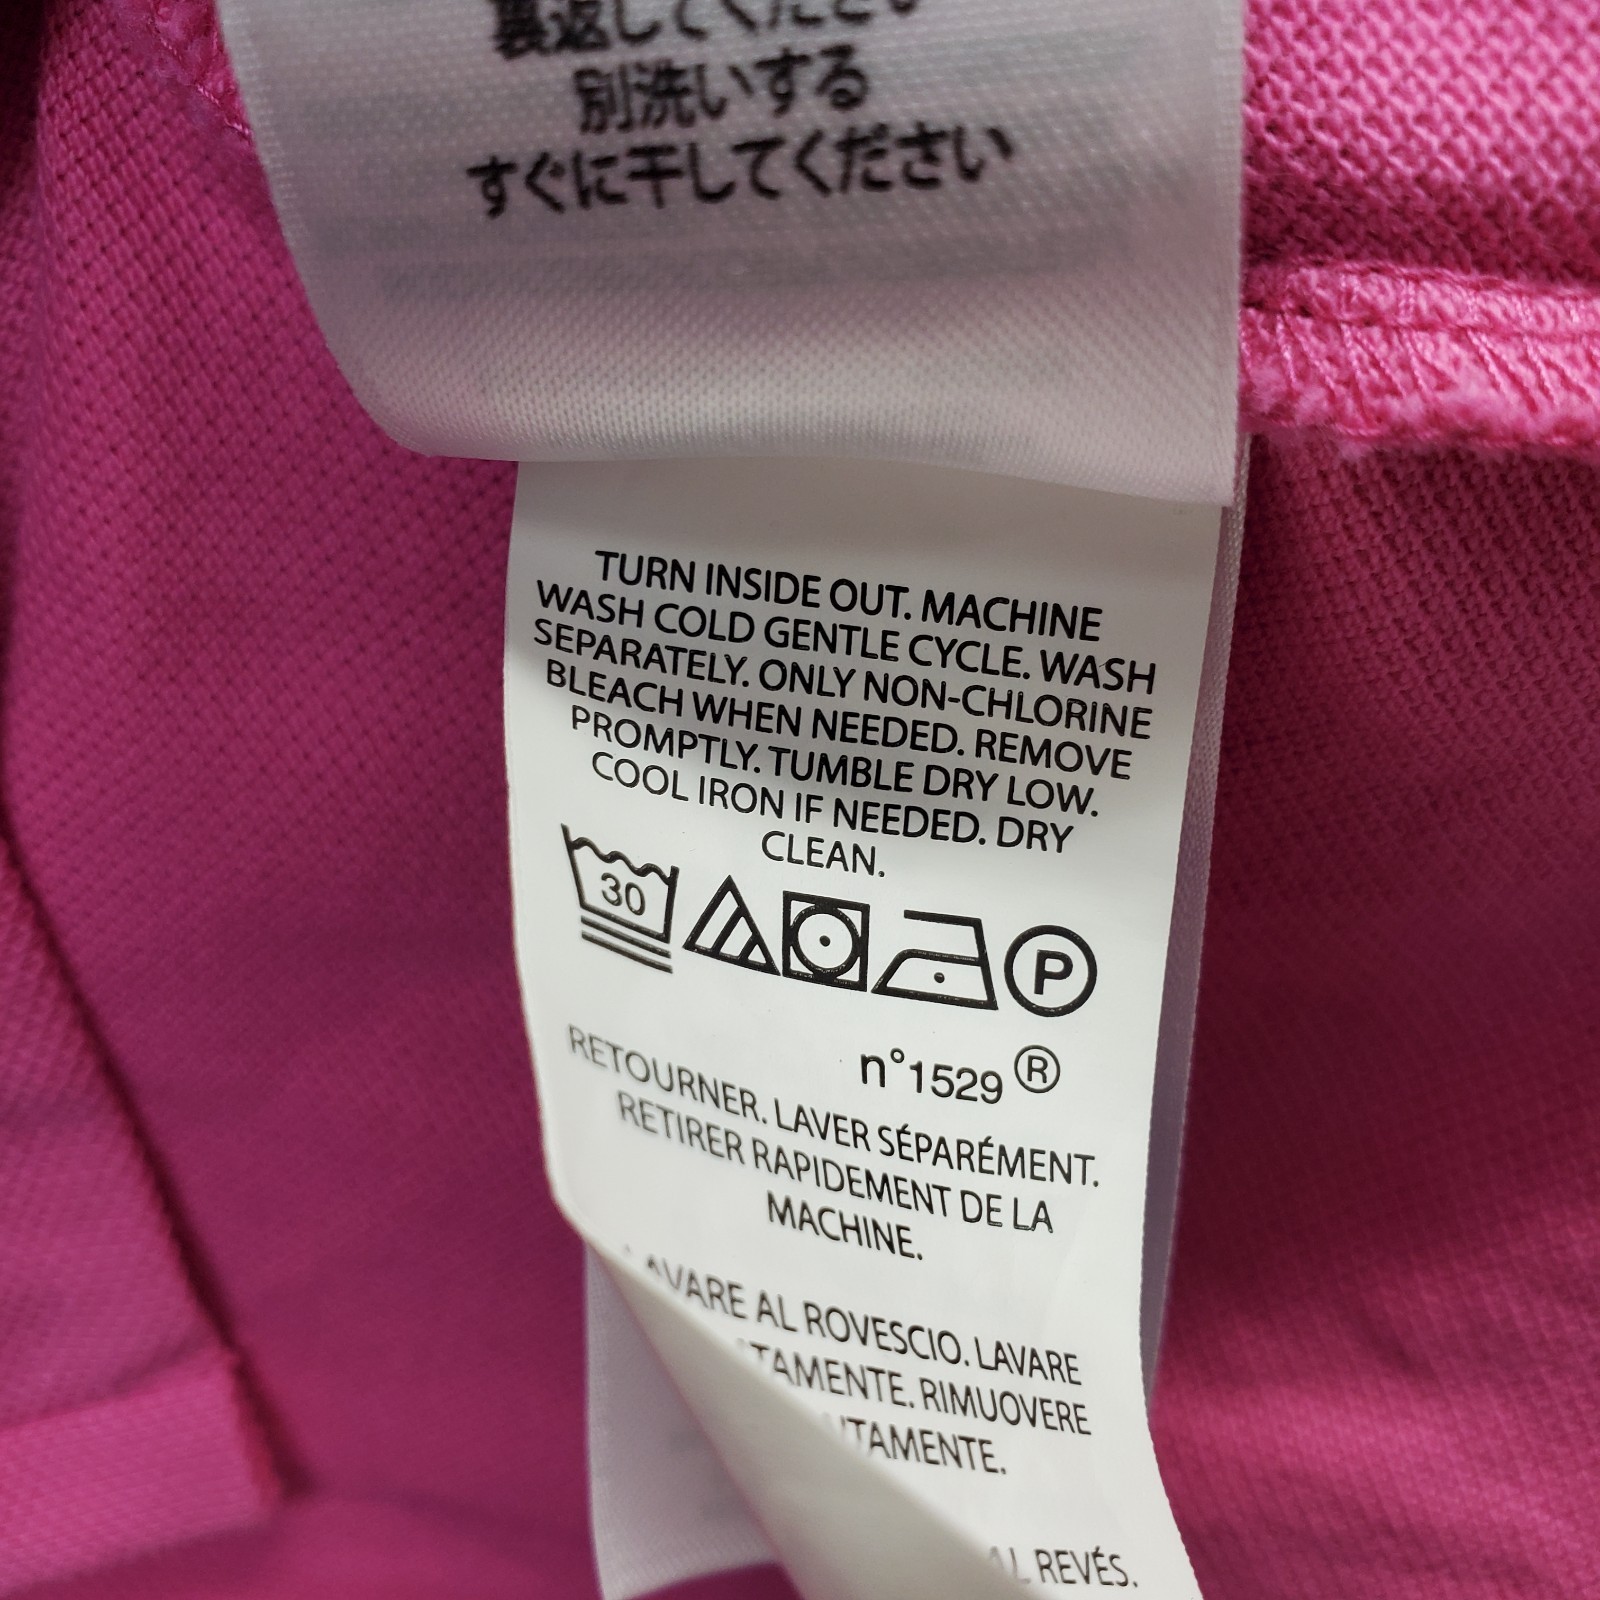 裏返してください
別洗いする
すぐに干してください
TURN INSIDE OUT. MACHINE
WASH COLD GENTLE CYCLE. WASH
SEPARATELY. ONLY NON-CHLORINE
BLEACH WHEN NEEDED. REMOVE
PROMPTLY. TUMBLE DRY LOW.
COOL IRON IF NEEDED. DRY
CLEAN.
30 P
n°1529 ®
RETOURNER. LAVER SÉPARÉMENT.
RETIRER RAPIDEMENT DE LA
MACHINE.
AVARE AL ROVESCIO. LAVARE
TAMENTE. RIMUOVERE
TAMENTE.
AL REVÉS.